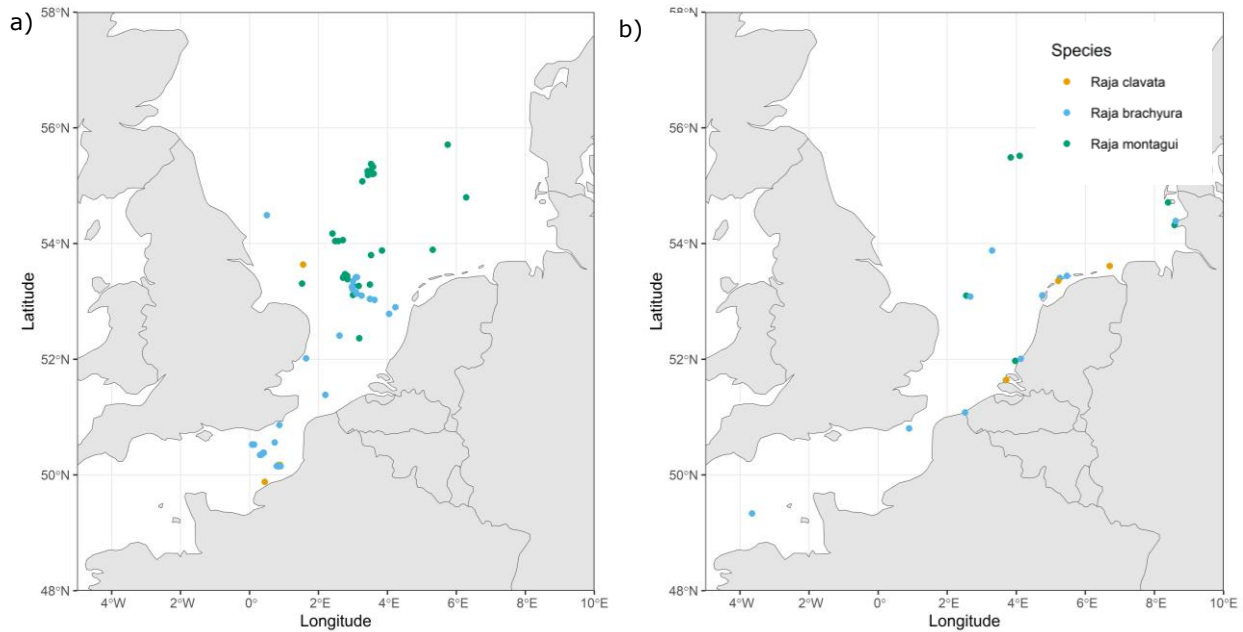 a)
58°N
56°N
54°N
52°N
50°N
48°N
Latitude
4°W 2°W 0° 2°E 4°E 6°E 8°E 10°E
Longitude
b)
58°N
56°N
54°N
52°N
50°N
48°N
Latitude
4°W 2°W 0° 2°E 4°E 6°E 8°E 10°E
Longitude
Species
Raja clavata
Raja brachyura
Raja montagui